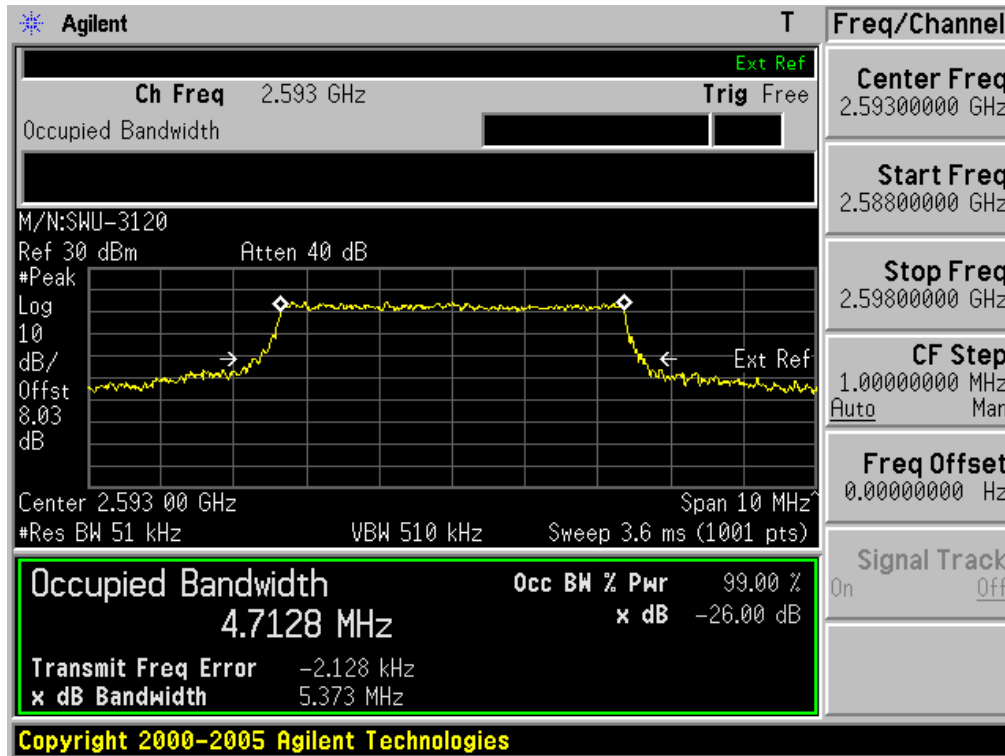 Agilent T Freq/Channel
Ext Ref
Ch Freq 2.593 GHz Trig Free
Occupied Bandwidth
Center Freq
2.59300000 GHz
Start Freq
2.58800000 GHz
Stop Freq
2.59800000 GHz
CF Step
1.00000000 MHz
Auto Man
Freq Offset
0.00000000 Hz
Signal Track
On Off
M/N:SWU-3120
Ref 30 dBm Atten 40 dB
#Peak
Log
10
dB/
Offst
8.03
dB
Ext Ref
Center 2.593 00 GHz Span 10 MHz^
#Res BW 51 kHz VBW 510 kHz Sweep 3.6 ms (1001 pts)
Occupied Bandwidth
4.7128 MHz
Occ BW % Pwr 99.00 %
x dB -26.00 dB
Transmit Freq Error -2.128 kHz
x dB Bandwidth 5.373 MHz
Copyright 2000-2005 Agilent Technologies